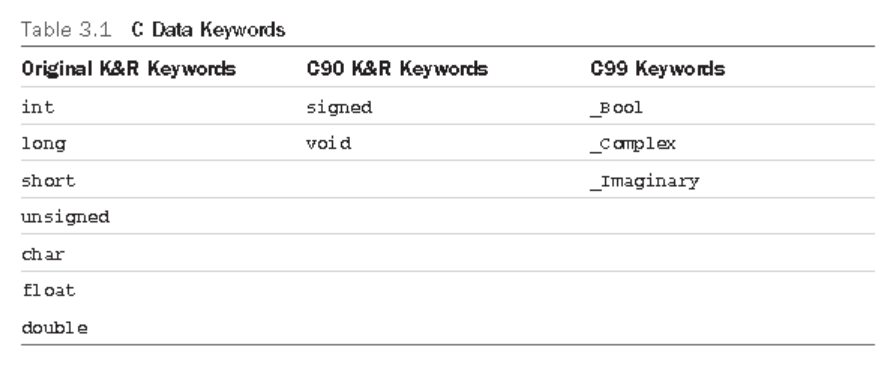 Table 3.1 C Data Keywords
Original K&R Keywords C90 K&R Keywords C99 Keywords
int signed _Bool
long void _Complex
short _Imaginary
unsigned
char
float
double